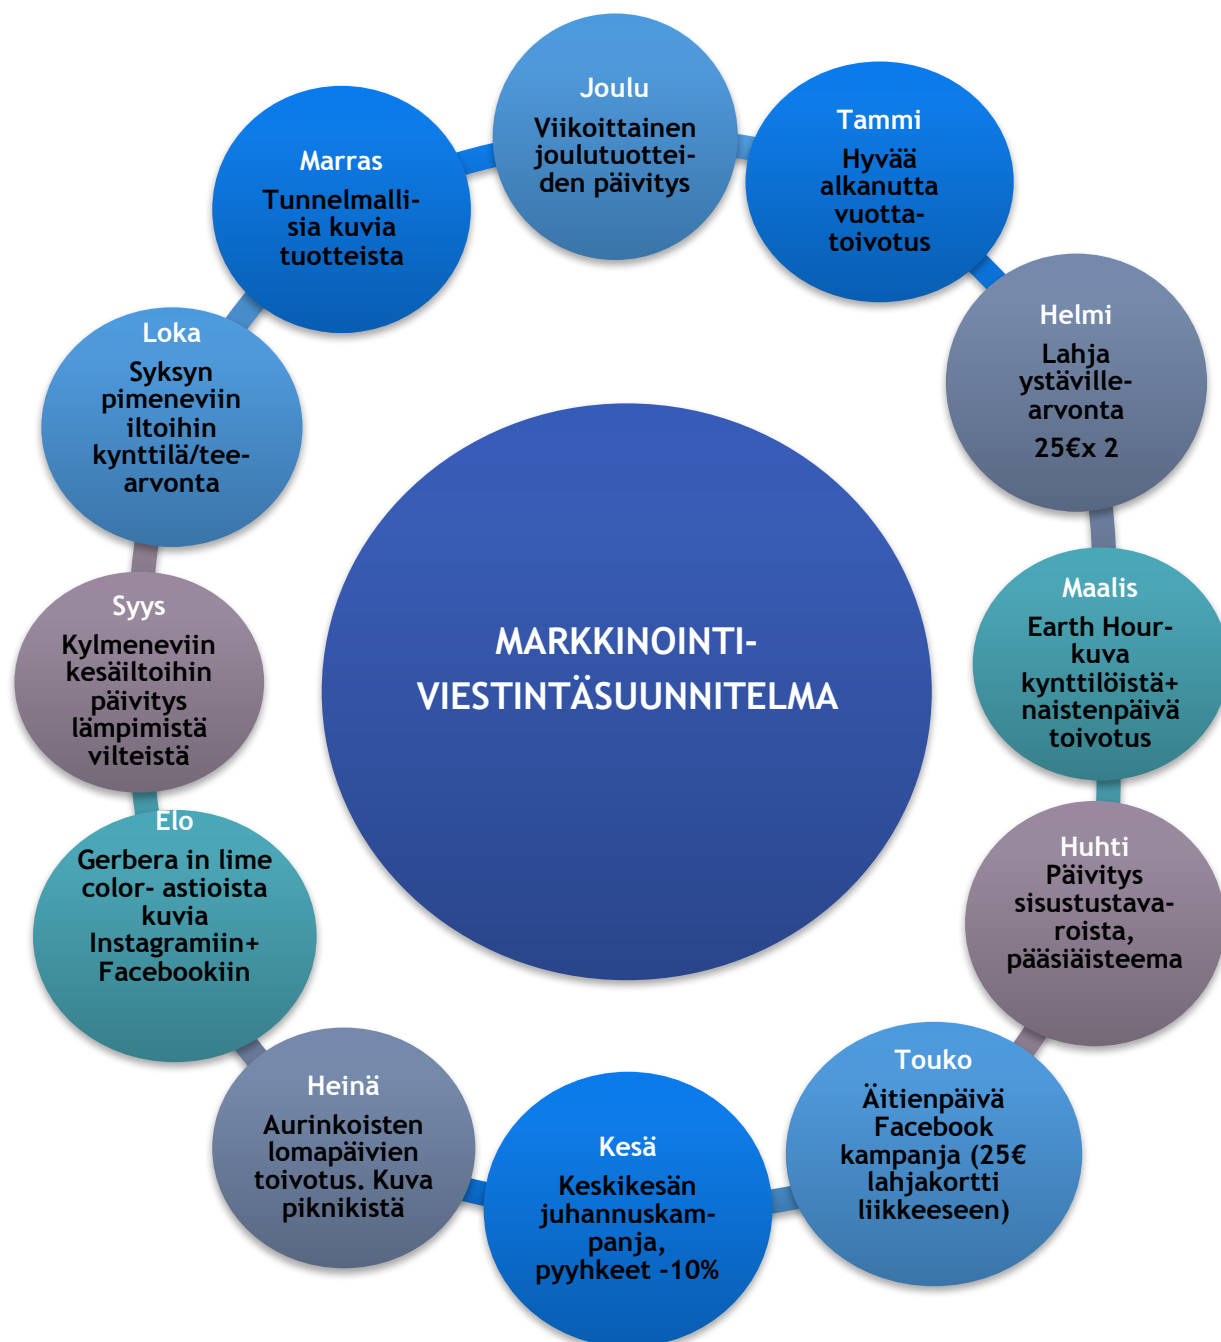 Joulu
Viikoittainen
joulutuottei-
den päivitys
Tammi
Hyvää
alkanutta
vuotta-
toivotus
Helmi
Lahja
ystäville-
arvonta
25€x 2
Maalis
Earth Hour-
kuva
kynttilöistä+
naistenpäivä
toivotus
Huhti
Päivitys
sisustustava-
roista,
pääsiäisteema
Touko
Äitienpäivä
Facebook
kampanja (25€
lahjakortti
liikkeeseen)
Kesä
Keskikesän
juhannuskam-
panja,
pyyhkeet -10%
Heinä
Aurinkoisten
lomapäivien
toivotus. Kuva
piknikistä
Elo
Gerbera in lime
color- astioista
kuvia
Instagramiin+
Facebookiin
Syys
Kylmeneviin
kesäiltoihin
päivitys
lämpimistä
vilteistä
Loka
Syksyn
pimeneviin
iltoihin
kynttilä/tee-
arvonta
Marras
Tunnelmalli-
sia kuvia
tuotteista
MARKKINOINTI-
VIESTINTÄSUUNNITELMA